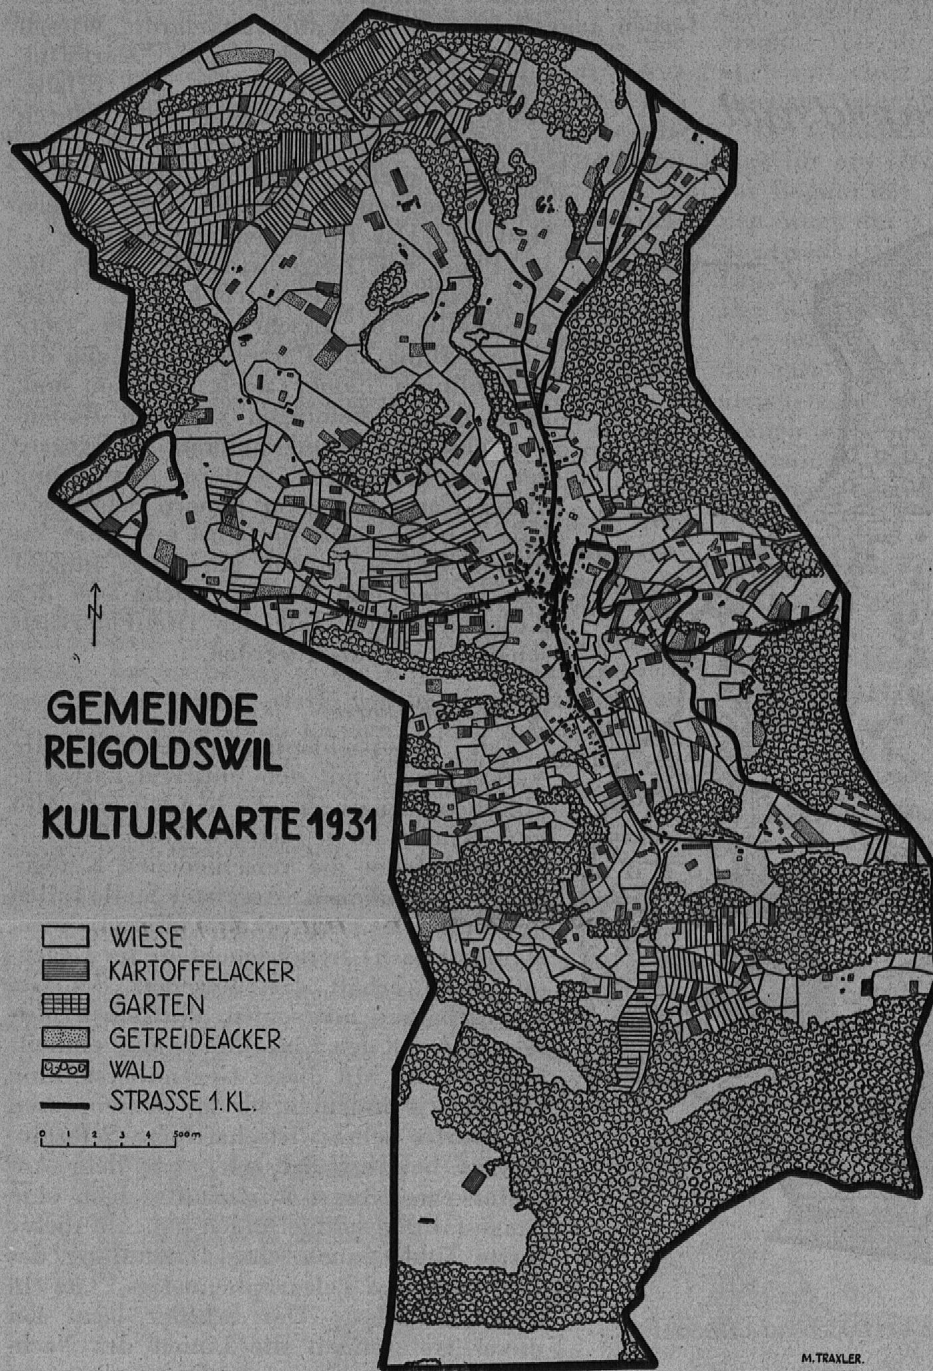 N
GEMEINDE
REIGOLDSWIL
KULTURKARTE 1931
WIESE
KARTOFFELACKER
GARTEN
GETREIDEACKER
WALD
STRASSE 1.KL.
0 1 2 3 4 500m
M.TRAXLER.